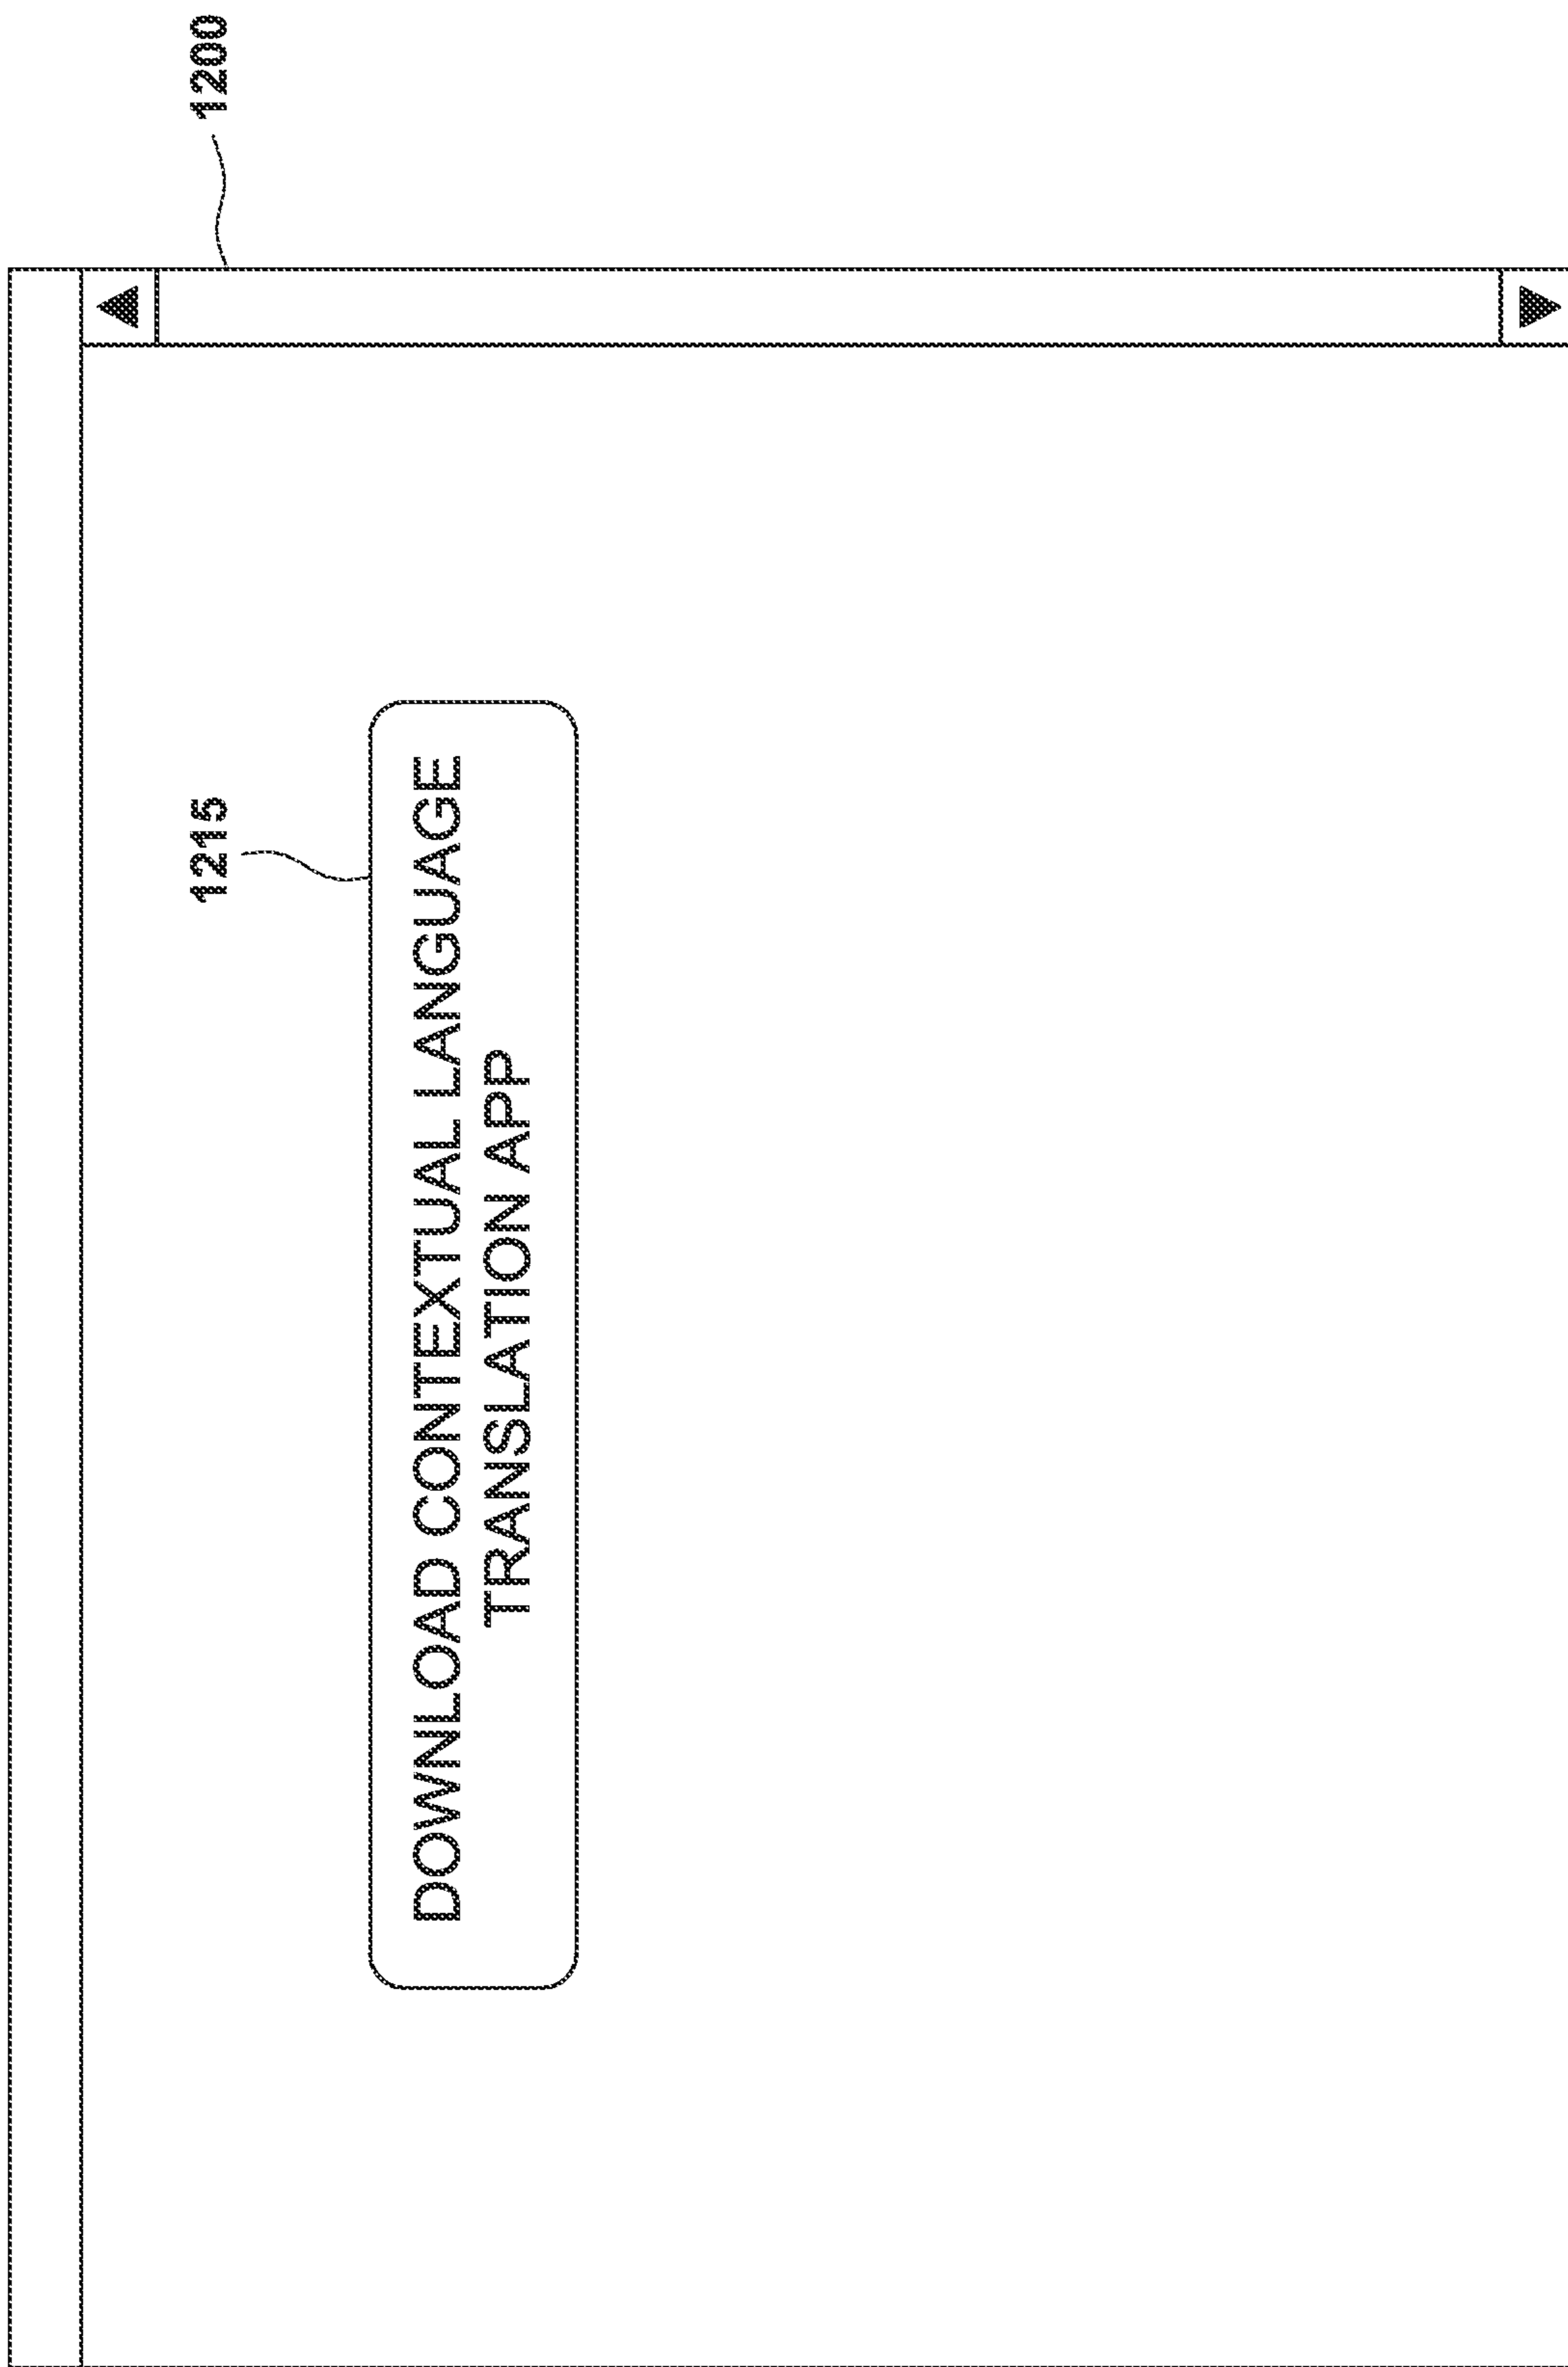 1200
1215
DOWNLOAD CONTEXTUAL LANGUAGE
TRANSLATION APP